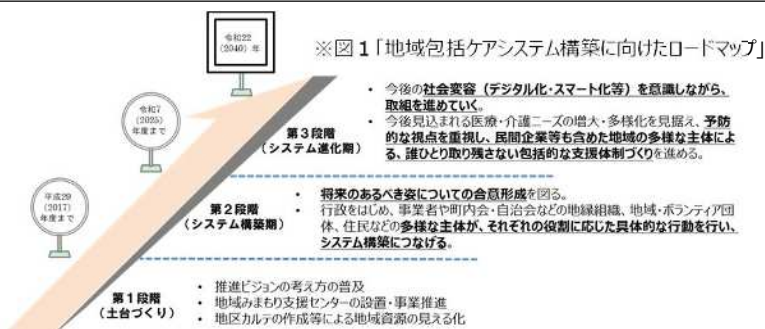 ※図1「地域包括ケアシステム構築に向けたロードマップ」
令和22
（2040）年
・ 今後の社会変容（デジタル化・スマート化等）を意識しながら、
取組を進めていく。
・ 今後見込まれる医療・介護ニーズの増大・多様化を見据え、予防
的な視点を重視し、民間企業等も含めた地域の多様な主体によ
る、誰ひとり取り残さない包括的な支援体制づくりを進める。
第３段階
（システム進化期）
令和7
（2025）
年度まで
・ 将来のあるべき姿についての合意形成を図る。
・ 行政をはじめ、事業者や町内会・自治会などの地縁組織、地域・ボランティア団
体、住民などの多様な主体が、それぞれの役割に応じた具体的な行動を行い、
システム構築につなげる。
第２段階
（システム構築期）
平成29
（2017）
年度まで
・ 推進ビジョンの考え方の普及
・ 地域みまもり支援センターの設置・事業推進
・ 地区カルテの作成等による地域資源の見える化
第１段階
（土台づくり）